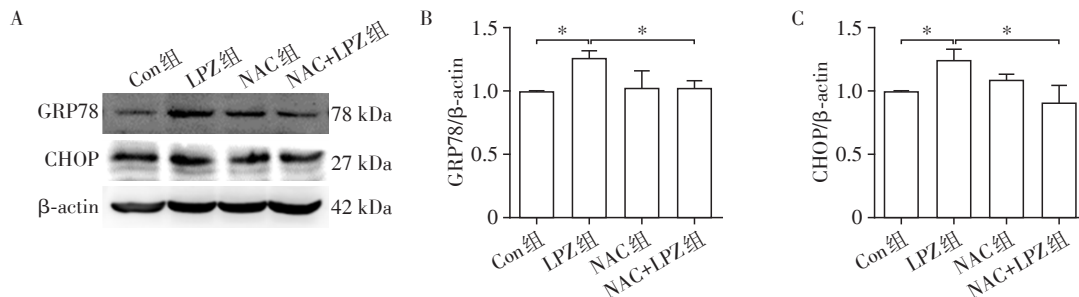 A
Con组
LPZ组
NAC组
NAC+LPZ组
GRP78
78 kDa
CHOP
27 kDa
β-actin
42 kDa
B
*
*
GRP78/β-actin
1.5
1.0
0.5
0
Con组
LPZ组
NAC组
NAC+LPZ组
C
*
*
CHOP/β-actin
1.5
1.0
0.5
0
Con组
LPZ组
NAC组
NAC+LPZ组